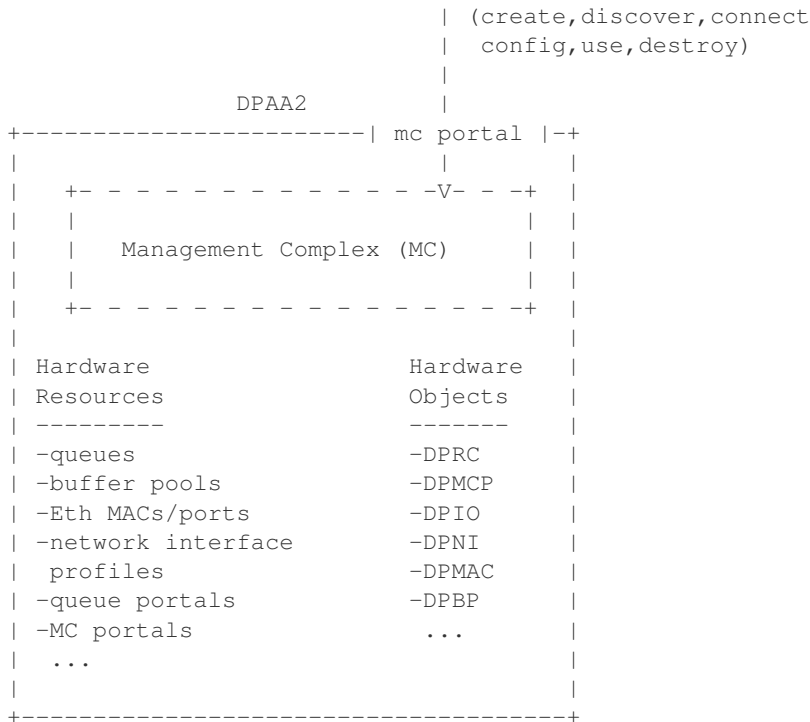 | (create,discover,connect
                              |  config,use,destroy)
                              |
                 DPAA2        |
 +------------------------| mc portal |-+
 |                             |        |
 |   +- - - - - - - - - - - - -V- - -+  |
 |   |                               |  |
 |   |   Management Complex (MC)     |  |
 |   |                               |  |
 |   +- - - - - - - - - - - - - - - -+  |
 |                                      |
 | Hardware                  Hardware   |
 | Resources                 Objects    |
 | ---------                 -------    |
 | -queues                   -DPRC      |
 | -buffer pools             -DPMCP     |
 | -Eth MACs/ports           -DPIO      |
 | -network interface        -DPNI      |
 |  profiles                 -DPMAC     |
 | -queue portals            -DPBP      |
 | -MC portals                ...       |
 |  ...                                 |
 |                                      |
 +--------------------------------------+